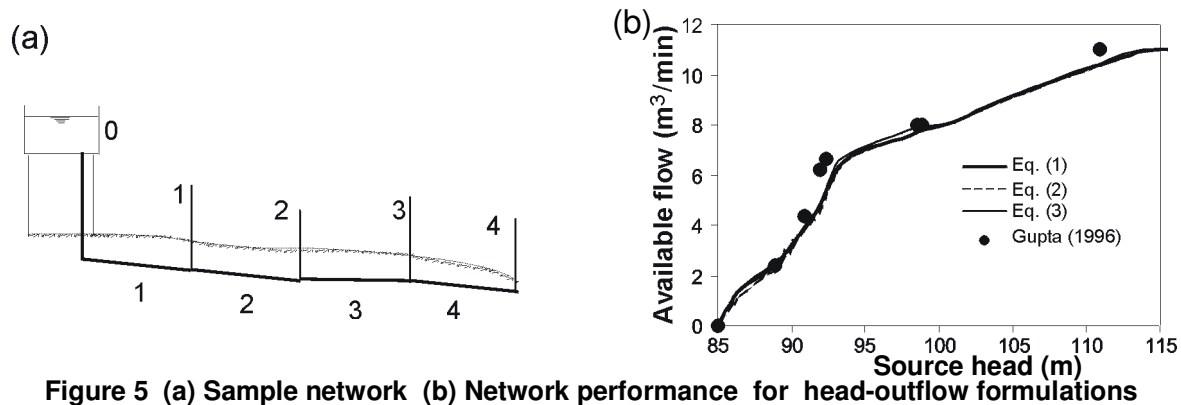 (a)
0
1
2
3
4
1
2
3
4
(b)
Available flow (m³/min)
12
10
8
6
4
2
0
85
90
95
100
105
110
115
Source head (m)
Eq. (1)
Eq. (2)
Eq. (3)
Gupta (1996)
Figure 5 (a) Sample network (b) Network performance for head-outflow formulations